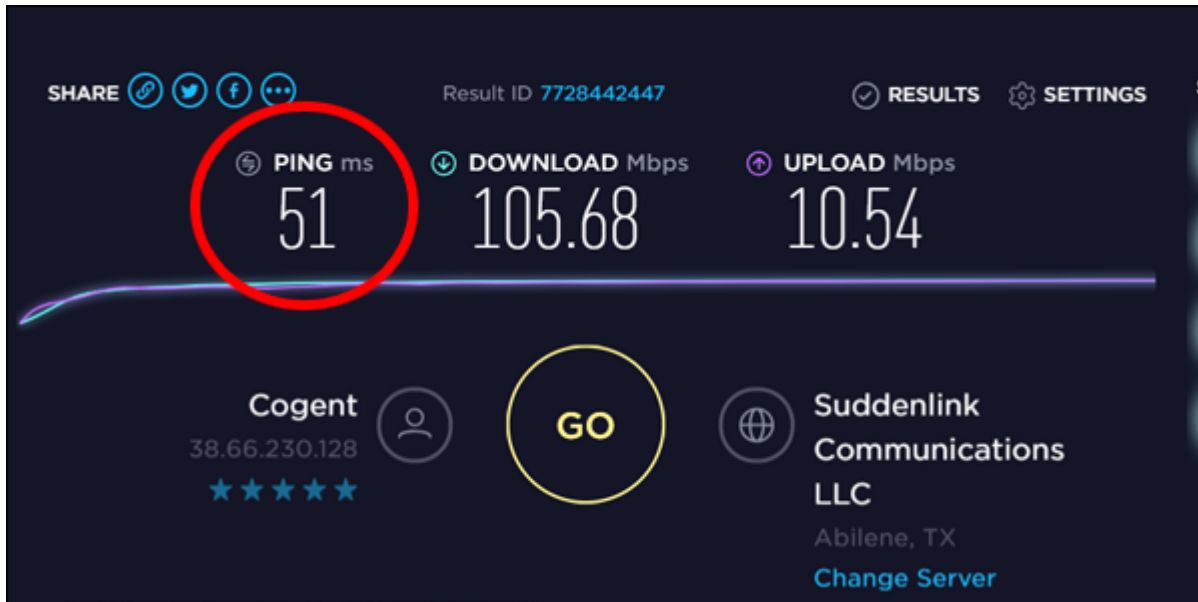 SHARE Result ID 7728442447 RESULTS SETTINGS
PING ms DOWNLOAD Mbps UPLOAD Mbps
51 105.68 10.54
Cogent
38.66.230.128
GO
Suddenlink
Communications
LLC
Abilene, TX
Change Server